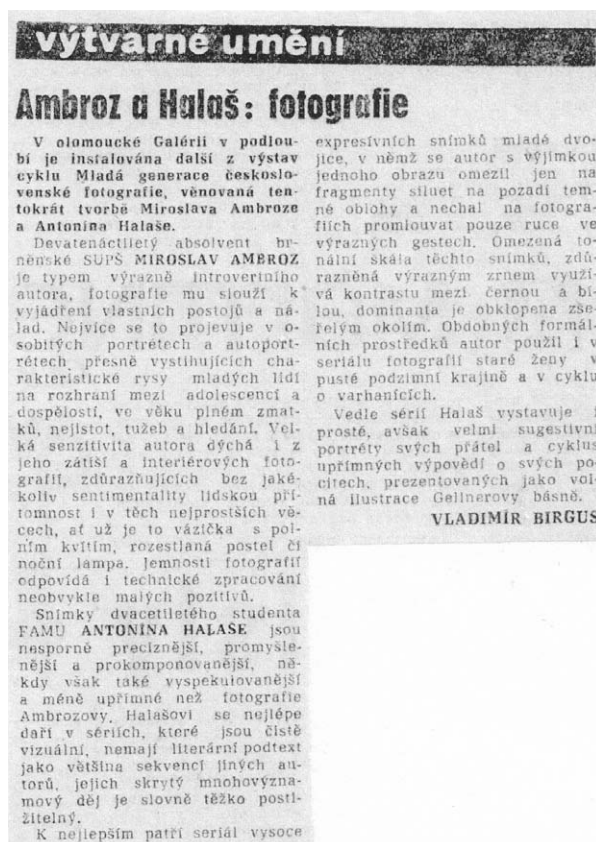 výtvarné umění
Ambroz a Halaš: fotografie
V olomoucké Galérii v podlou-
bí je instalována další z výstav
cyklu Mladá generace českoslo-
venské fotografie, věnovaná ten-
tokrát tvorbě Miroslava Ambroze
a Antonína Halaše.
Devatenáctiletý absolvent br-
něnské SUPŠ MIROSLAV AMBROZ
je typem výrazně introvertního
autora, fotografie mu slouží k
vyjádření vlastních postojů a ná-
lad. Nejvíce se to projevuje v o-
sobitých portrétech a autoport-
rétech, přesně vystihujících cha-
rakteristické rysy mladých lidí
na rozhraní mezi adolescencí a
dospělostí, ve věku plném zmat-
ků, nejistot, tužeb a hledání. Vel-
ká senzitivita autora dýchá i z
jeho zátiší a interiérových foto-
grafií, zdůrazňujících bez jaké-
koliv sentimentality lidskou pří-
tomnost i v těch nejprostších vě-
cech, ať už je to vázička s pol-
ním kvítím, rozestlaná postel či
noční lampa. Jemnosti fotografií
odpovídá i technické zpracování
neobvykle malých pozitivů.
Snímky dvacetiletého studenta
FAMU ANTONÍNA HALAŠE jsou
nesporně preciznější, promyšle-
nější a prokomponovanější, ně-
kdy však také vyspekulovanější
a méně upřímné než fotografie
Ambrozovy. Halašovi se nejlépe
daří v sériích, které jsou čistě
vizuální, nemají literární podtext
jako většina sekvencí jiných au-
torů, jejich skrytý mnohovýzna-
mový děj je slovně těžko posti-
žitelný.
K nejlepším patří seriál vysoce
expresívních snímků mladé dvo-
jice, v němž se autor s výjimkou
jednoho obrazu omezil jen na
fragmenty siluet na pozadí tem-
né oblohy a nechal na fotogra-
fiích promlouvat pouze ruce ve
výrazných gestech. Omezená to-
nální škála těchto snímků, zdů-
razněná výrazným zrnem využí-
vá kontrastu mezi černou a bí-
lou, dominanta je obklopena zše-
řelým okolím. Obdobných formál-
ních prostředků autor použil i v
seriálu fotografií staré ženy v
pusté podzimní krajině a v cyklu
o varhanících.
Vedle sérií Halaš vystavuje i
prosté, avšak velmi sugestivní
portréty svých přátel a cyklus
upřímných výpovědí o svých po-
citech, prezentovaných jako vol-
ná ilustrace Gellnerovy básně.
VLADIMÍR BIRGUS